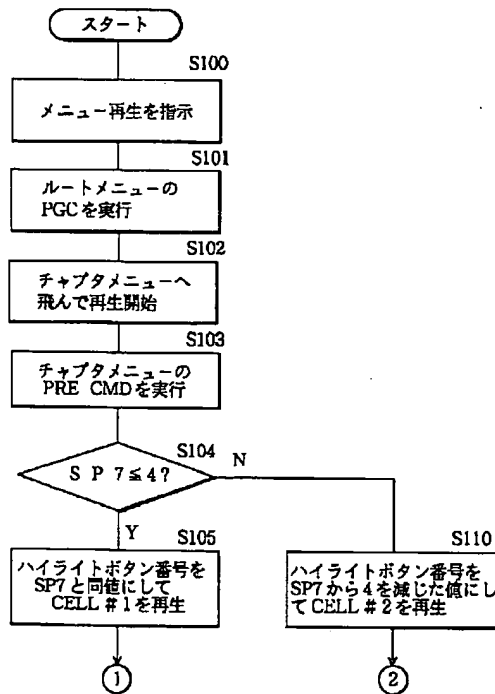 スタート
S100
メニュー再生を指示
S101
ルートメニューの
PGCを実行
S102
チャプタメニューへ
飛んで再生開始
S103
チャプタメニューの
PRE CMDを実行
S104
SP7≦4?
N
Y
S105
ハイライトボタン番号を
SP7と同値にして
CELL #1を再生
S110
ハイライトボタン番号を
SP7から4を減じた値にし
てCELL #2を再生
1
2